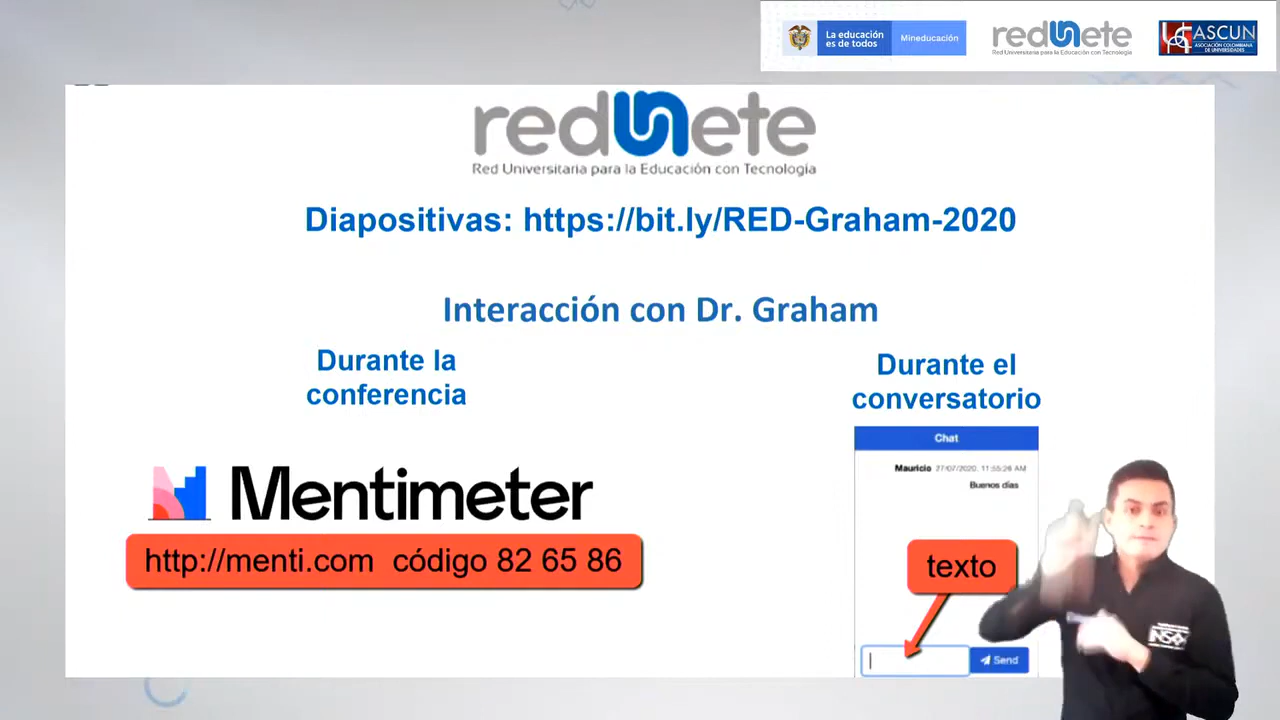 La educación
es de todos
Mineducación
redunete
Red Universitaria para la Educación con Tecnología
ASCUN
ASOCIACIÓN COLOMBIANA
DE UNIVERSIDADES
redunete
Red Universitaria para la Educación con Tecnología
Diapositivas: https://bit.ly/RED-Graham-2020
Interacción con Dr. Graham
Durante la
conferencia
Durante el
conversatorio
Chat
Mauricio 27/07/2020, 11:55:26 AM
Buenos días
Mentimeter
http://menti.com código 82 65 86
texto
Send